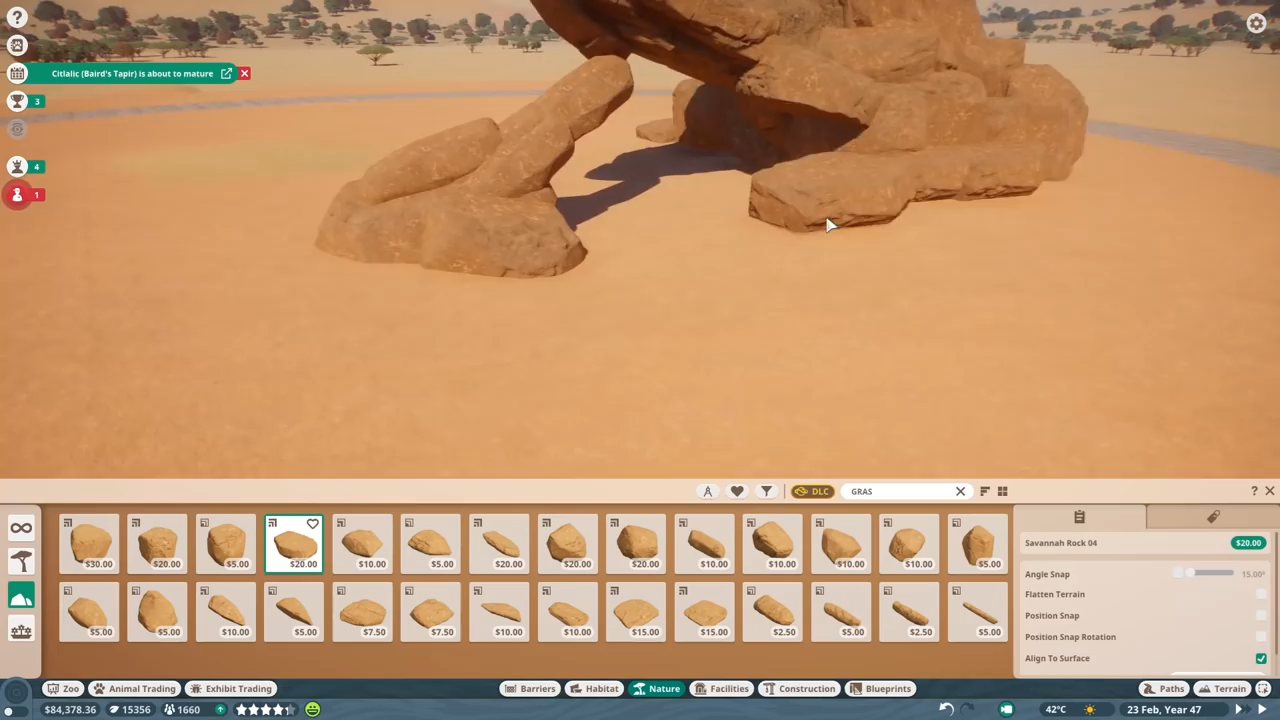 ?
Citlalic (Baird's Tapir) is about to mature
3
4
1
DLC
GRAS
?
$30.00
$20.00
$5.00
$20.00
$10.00
$5.00
$20.00
$20.00
$20.00
$10.00
$10.00
$10.00
$10.00
$5.00
$5.00
$5.00
$10.00
$5.00
$7.50
$7.50
$10.00
$10.00
$15.00
$15.00
$2.50
$5.00
$2.50
$5.00
Savannah Rock 04
$20.00
Angle Snap
15.00°
Flatten Terrain
Position Snap
Position Snap Rotation
Align To Surface
Zoo
Animal Trading
Exhibit Trading
Barriers
Habitat
Nature
Facilities
Construction
Blueprints
Paths
Terrain
$84,378.36
15356
1660
42°C
23 Feb, Year 47